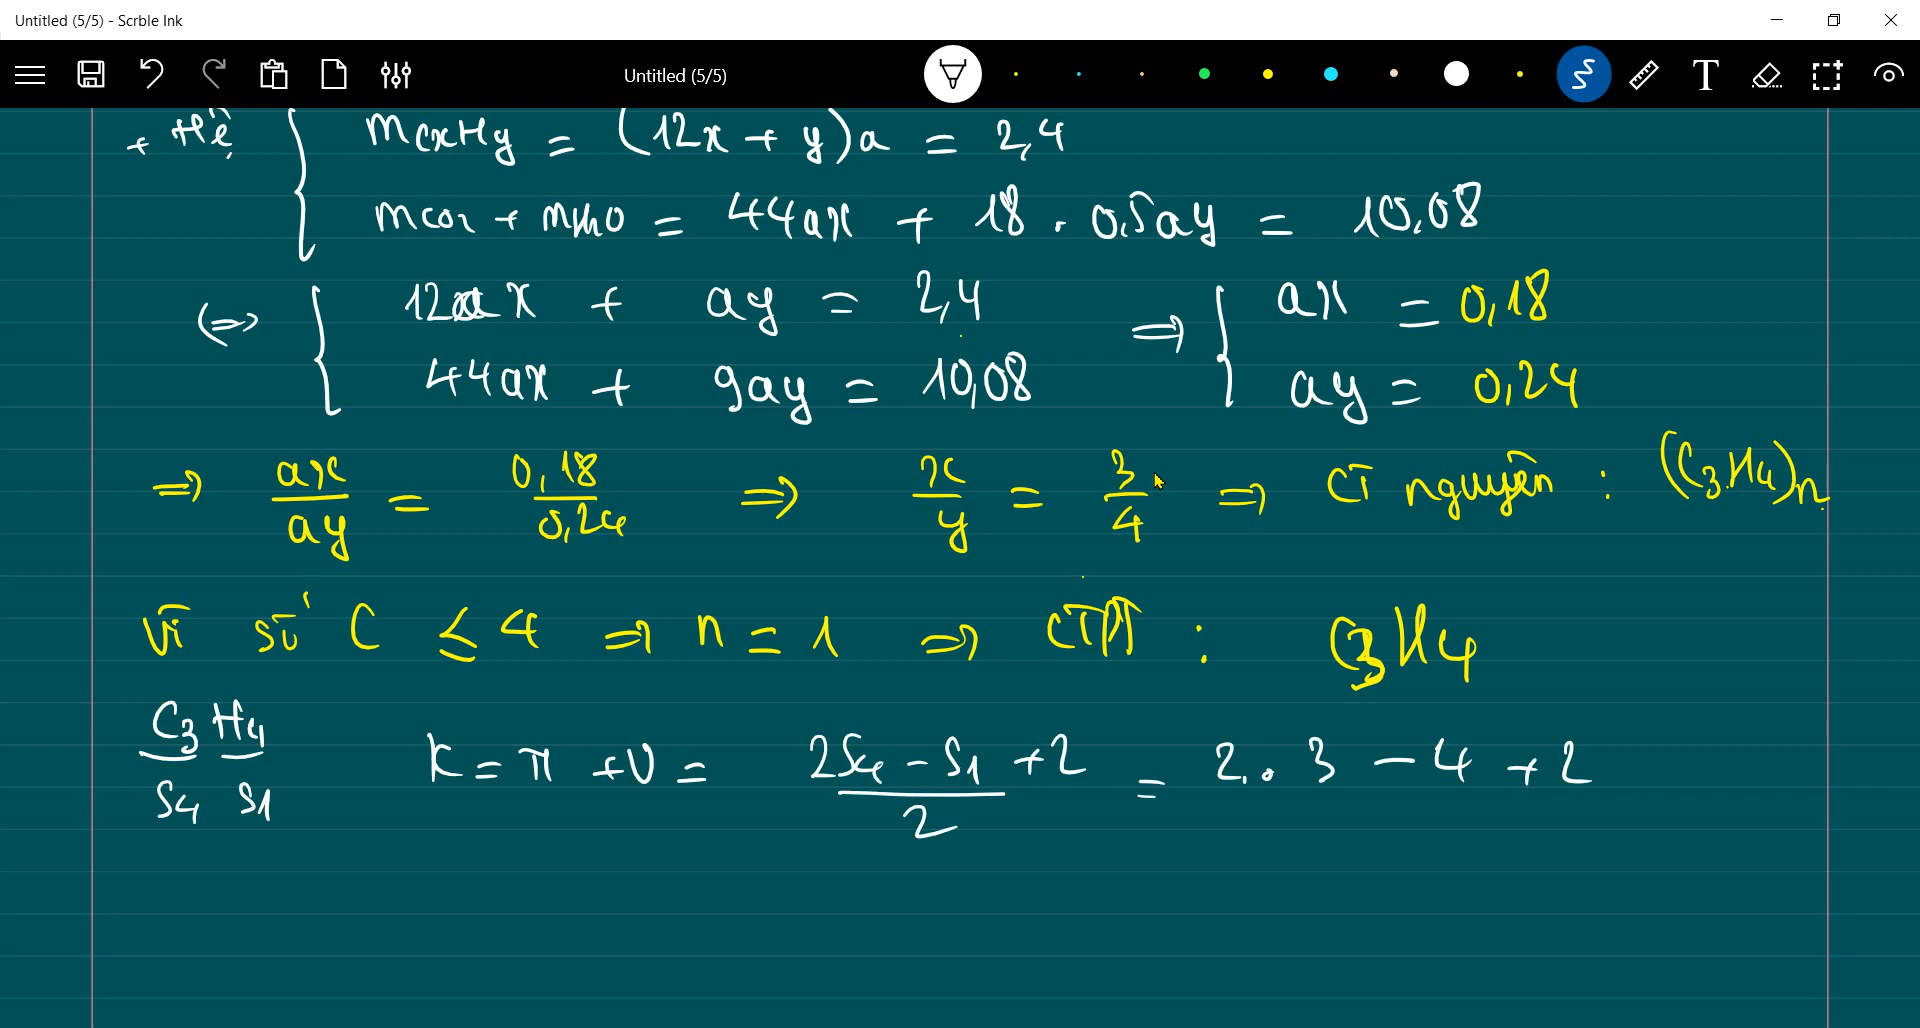 Untitled (5/5) - Scrble Ink
Untitled (5/5)
T
+ Hệ { mCxHy = (12x + y)a = 2,4
mCO2 + mH2O = 44ax + 18 . 0,5ay = 10,08
<=> { 12ax + ay = 2,4 => { ax = 0,18
44ax + 9ay = 10,08 ay = 0,24
=> ax/ay = 0,18/0,24 => x/y = 3/4 => CT nguyên : (C3H4)n
Vì số C ≤ 4 => n = 1 => CTPT : C3H4
C3 H4
S4 S1
K = π + V = (2S4 - S1 + 2)/2 = 2 . 3 - 4 + 2